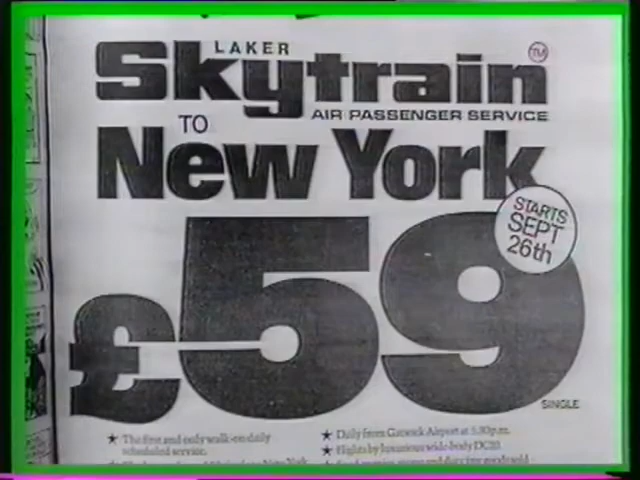 LAKER
Skytrain
TM
AIR PASSENGER SERVICE
TO
New York
STARTS
SEPT
26th
£59
SINGLE
★ The first and only walk-on daily
scheduled service.
★ Daily from Gatwick Airport at 5.30p.m.
★ Flights by luxurious wide-body DC10.